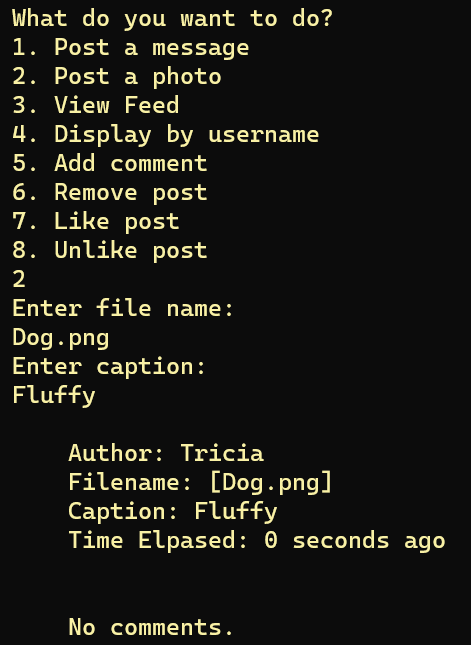 What do you want to do?
1. Post a message
2. Post a photo
3. View Feed
4. Display by username
5. Add comment
6. Remove post
7. Like post
8. Unlike post
2
Enter file name:
Dog.png
Enter caption:
Fluffy
Author: Tricia
Filename: [Dog.png]
Caption: Fluffy
Time Elpased: 0 seconds ago
No comments.